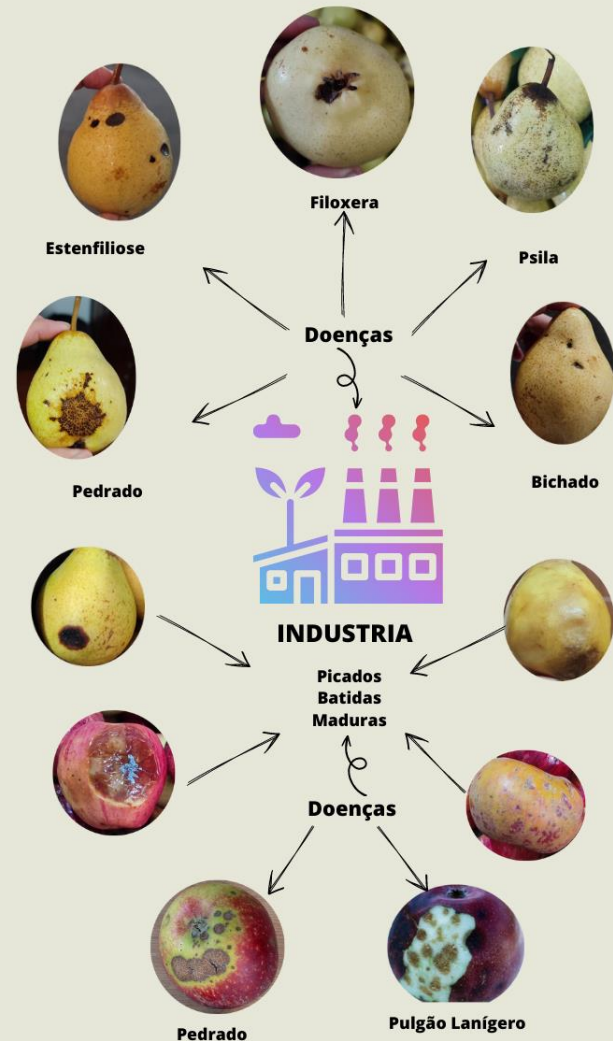 Filoxera
Estenfiliose
Psila
Doenças
Pedrado
Bichado
INDUSTRIA
Picados
Batidas
Maduras
Doenças
Pedrado
Pulgão Lanígero